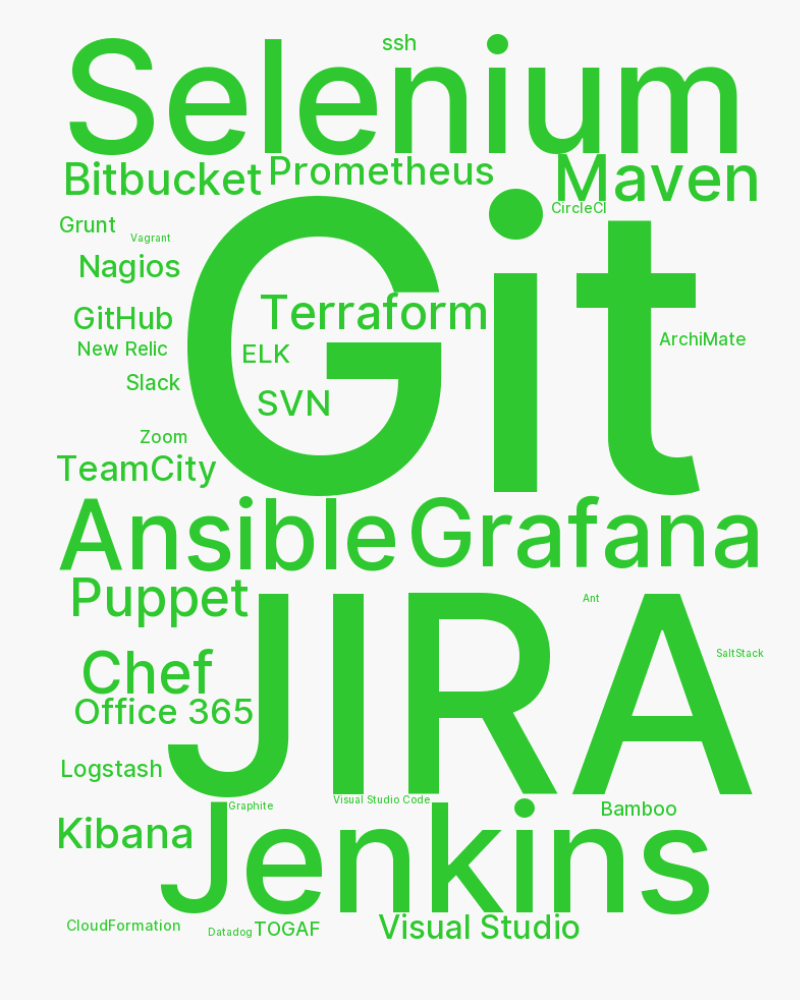 ssh
Selenium
Bitbucket Prometheus Maven
CircleCI
Grunt
Vagrant
Nagios
Git
Terraform
GitHub
ArchiMate
New Relic
ELK
Slack
SVN
Zoom
TeamCity
Ansible Grafana
Puppet
Ant
JIRA
SaltStack
Chef
Office 365
Logstash
Graphite
Visual Studio Code
Bamboo
Kibana
Jenkins
CloudFormation
Datadog
TOGAF
Visual Studio